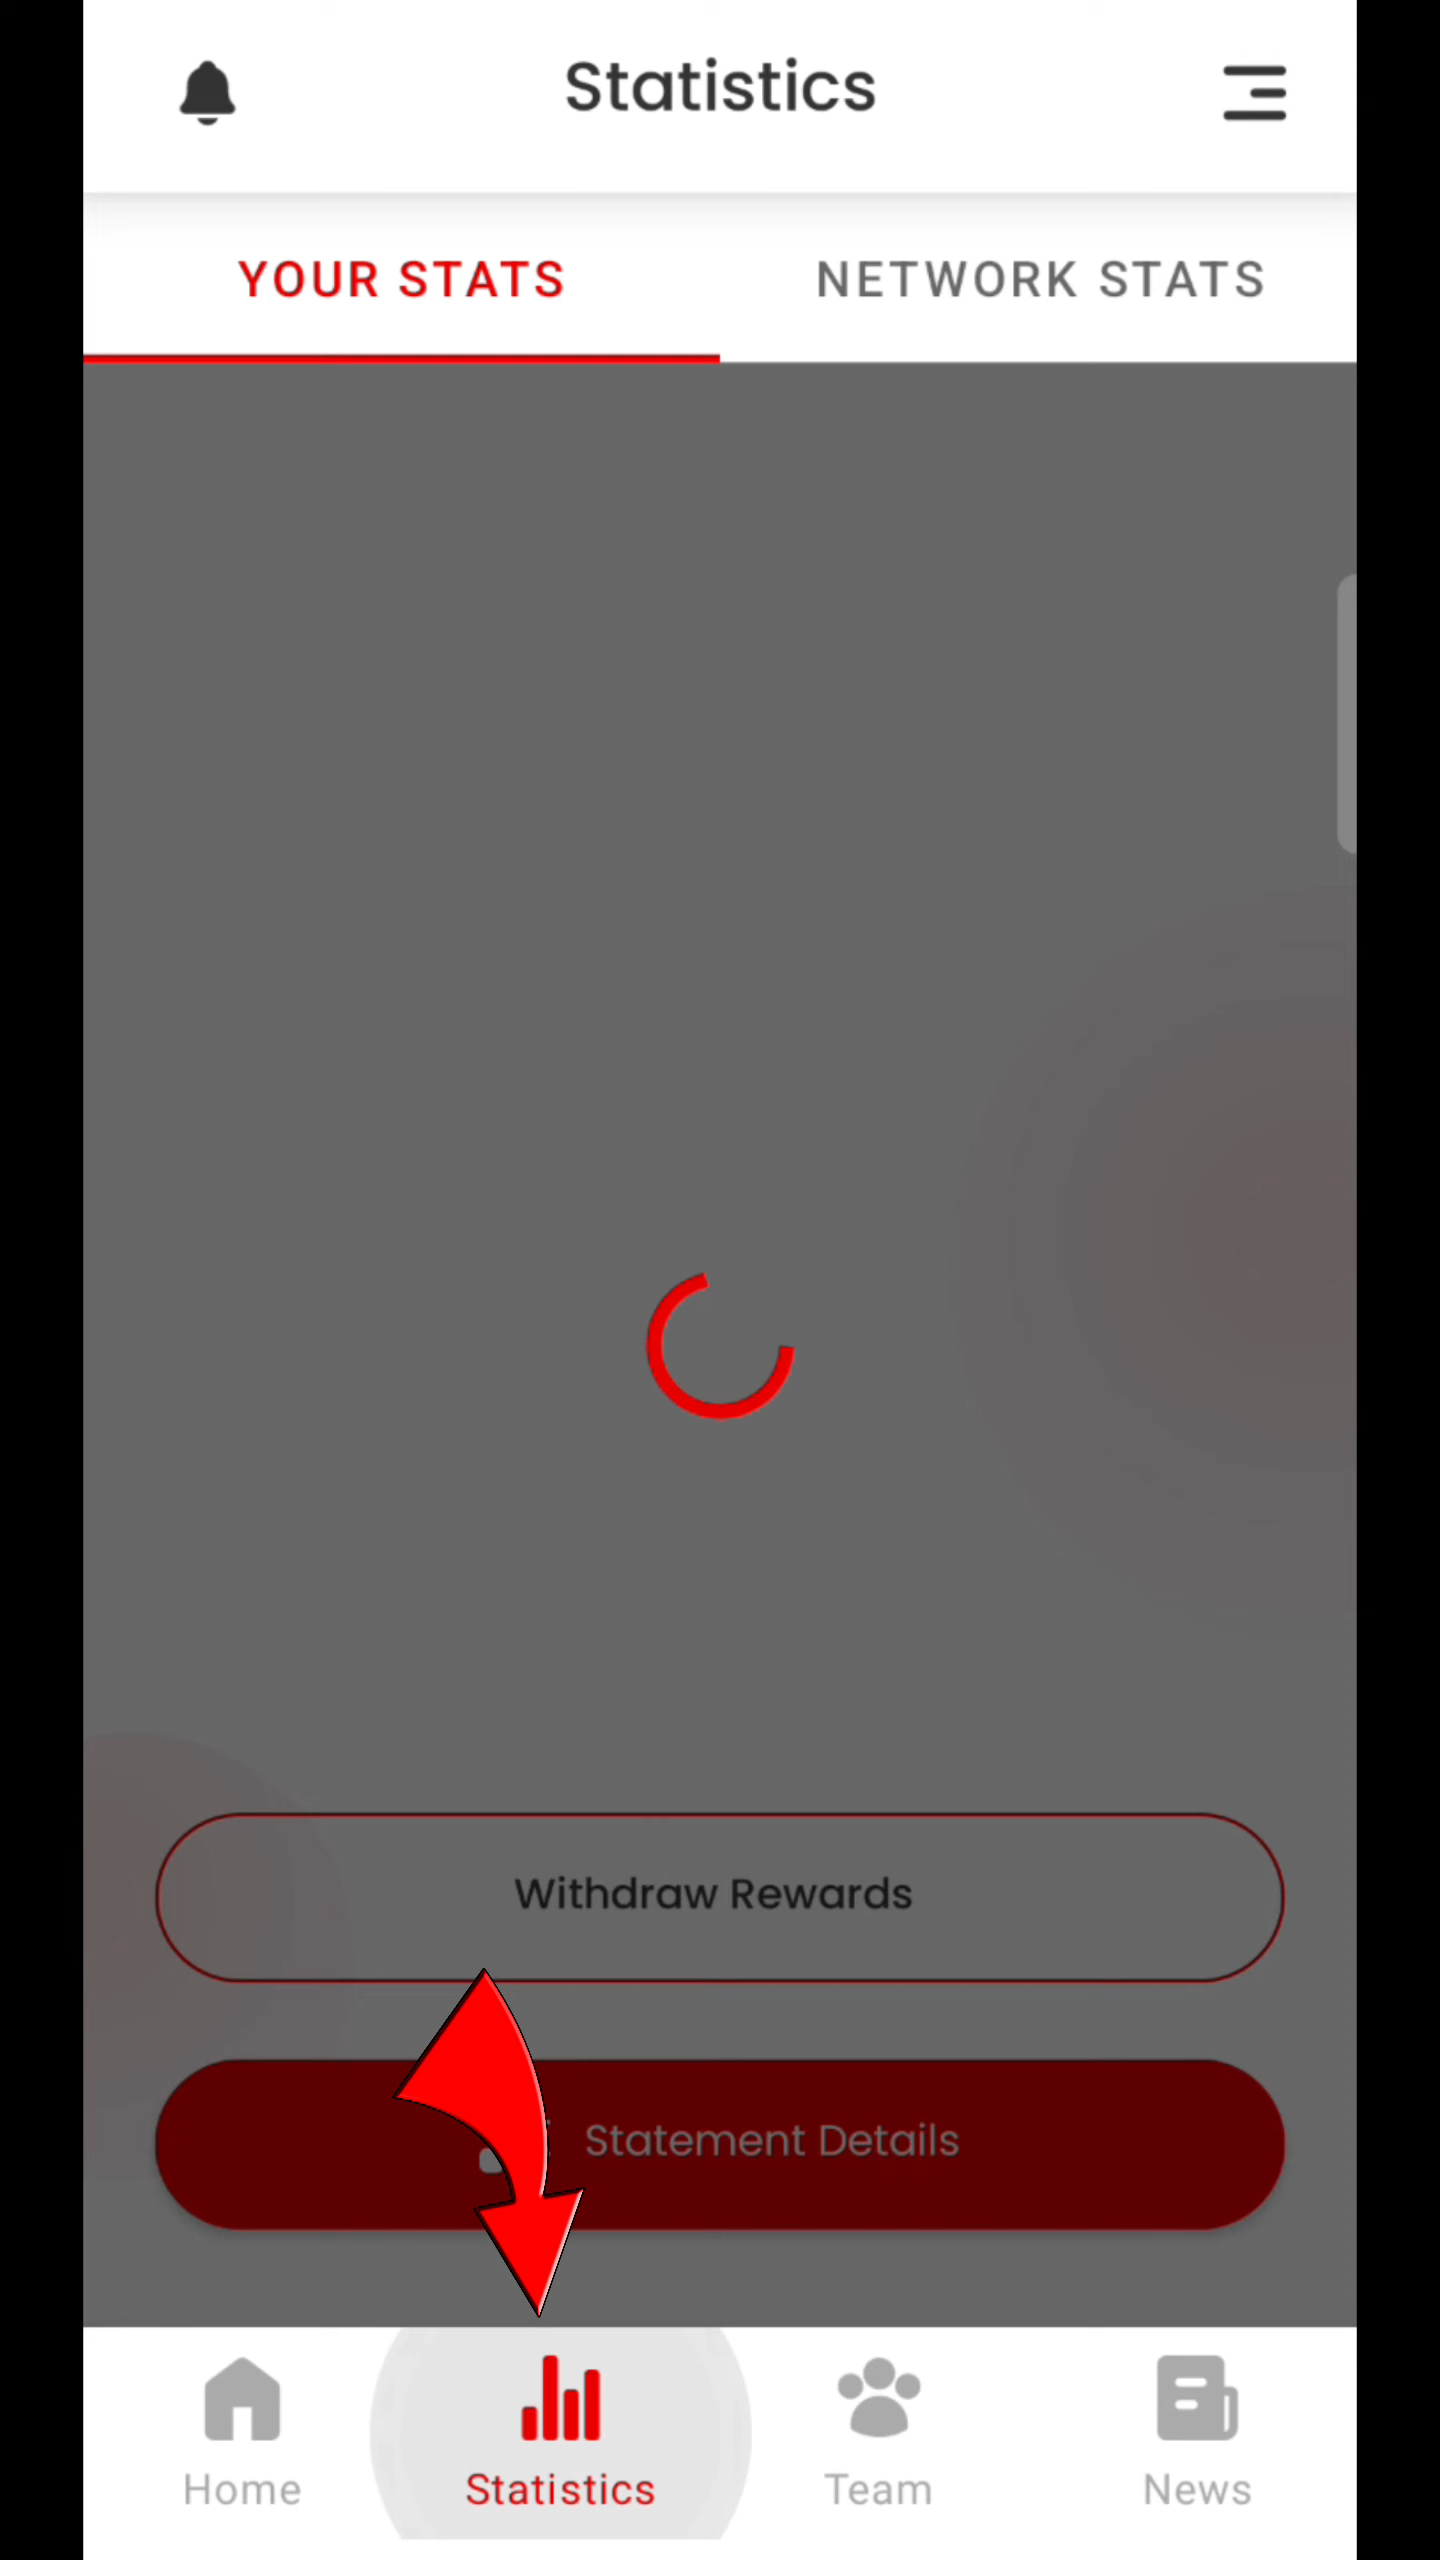 Statistics
YOUR STATS
NETWORK STATS
Withdraw Rewards
Statement Details
Home
Statistics
Team
News